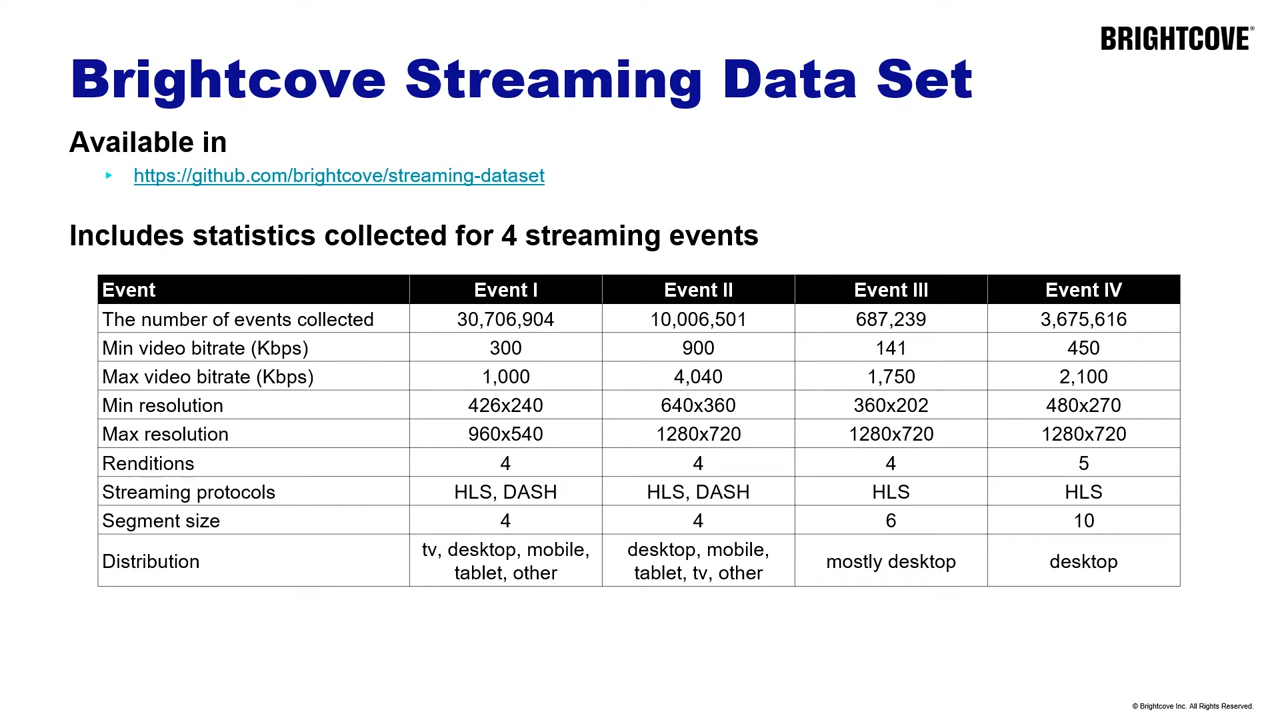 BRIGHTCOVE®
Brightcove Streaming Data Set
Available in
‣ https://github.com/brightcove/streaming-dataset
Includes statistics collected for 4 streaming events
Event Event I Event II Event III Event IV
The number of events collected 30,706,904 10,006,501 687,239 3,675,616
Min video bitrate (Kbps) 300 900 141 450
Max video bitrate (Kbps) 1,000 4,040 1,750 2,100
Min resolution 426x240 640x360 360x202 480x270
Max resolution 960x540 1280x720 1280x720 1280x720
Renditions 4 4 4 5
Streaming protocols HLS, DASH HLS, DASH HLS HLS
Segment size 4 4 6 10
Distribution tv, desktop, mobile, tablet, other desktop, mobile, tablet, tv, other mostly desktop desktop
© Brightcove Inc. All Rights Reserved.